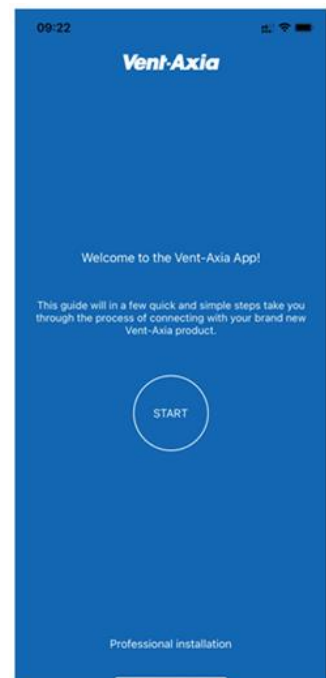 09:22
Vent-Axia
Welcome to the Vent-Axia App!
This guide will in a few quick and simple steps take you
through the process of connecting with your brand new
Vent-Axia product.
START
Professional installation